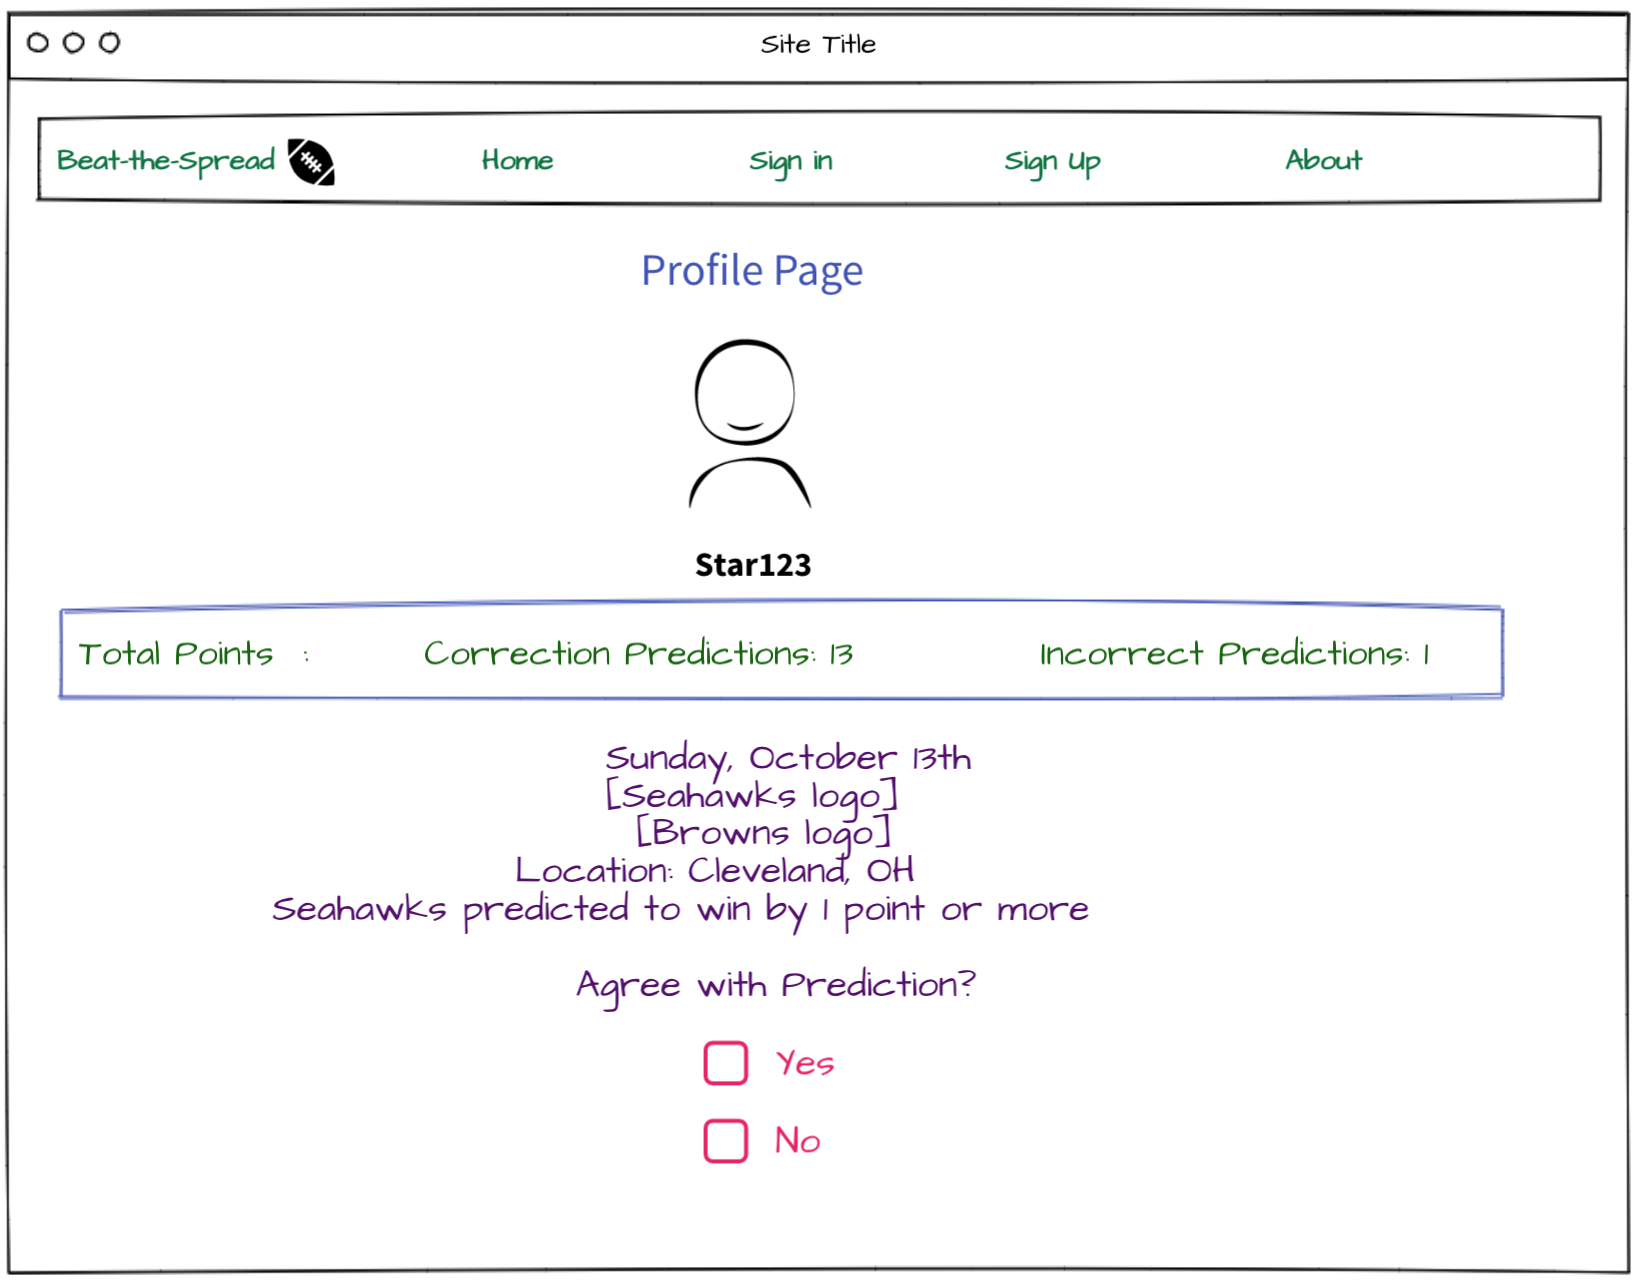 Site Title
Beat-the-Spread Home Sign in Sign Up About
Profile Page
Star123
Total Points : Correction Predictions: 13 Incorrect Predictions: 1
Sunday, October 13th
[Seahawks logo]
[Browns logo]
Location: Cleveland, OH
Seahawks predicted to win by 1 point or more
Agree with Prediction?
Yes
No